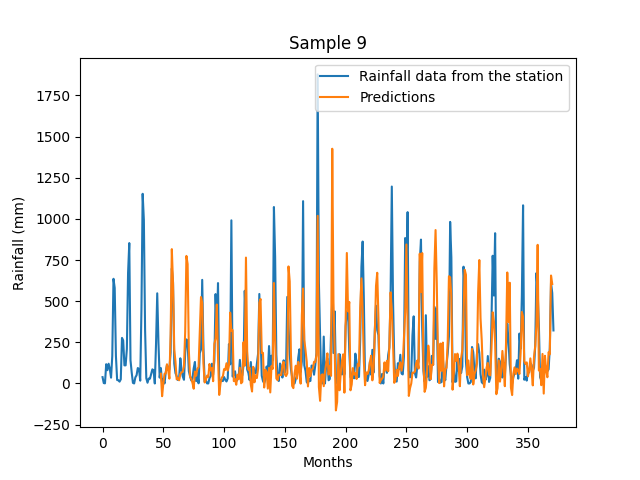 Sample 9
Rainfall data from the station
Predictions
Rainfall (mm)
1750
1500
1250
1000
750
500
250
0
−250
0 50 100 150 200 250 300 350
Months